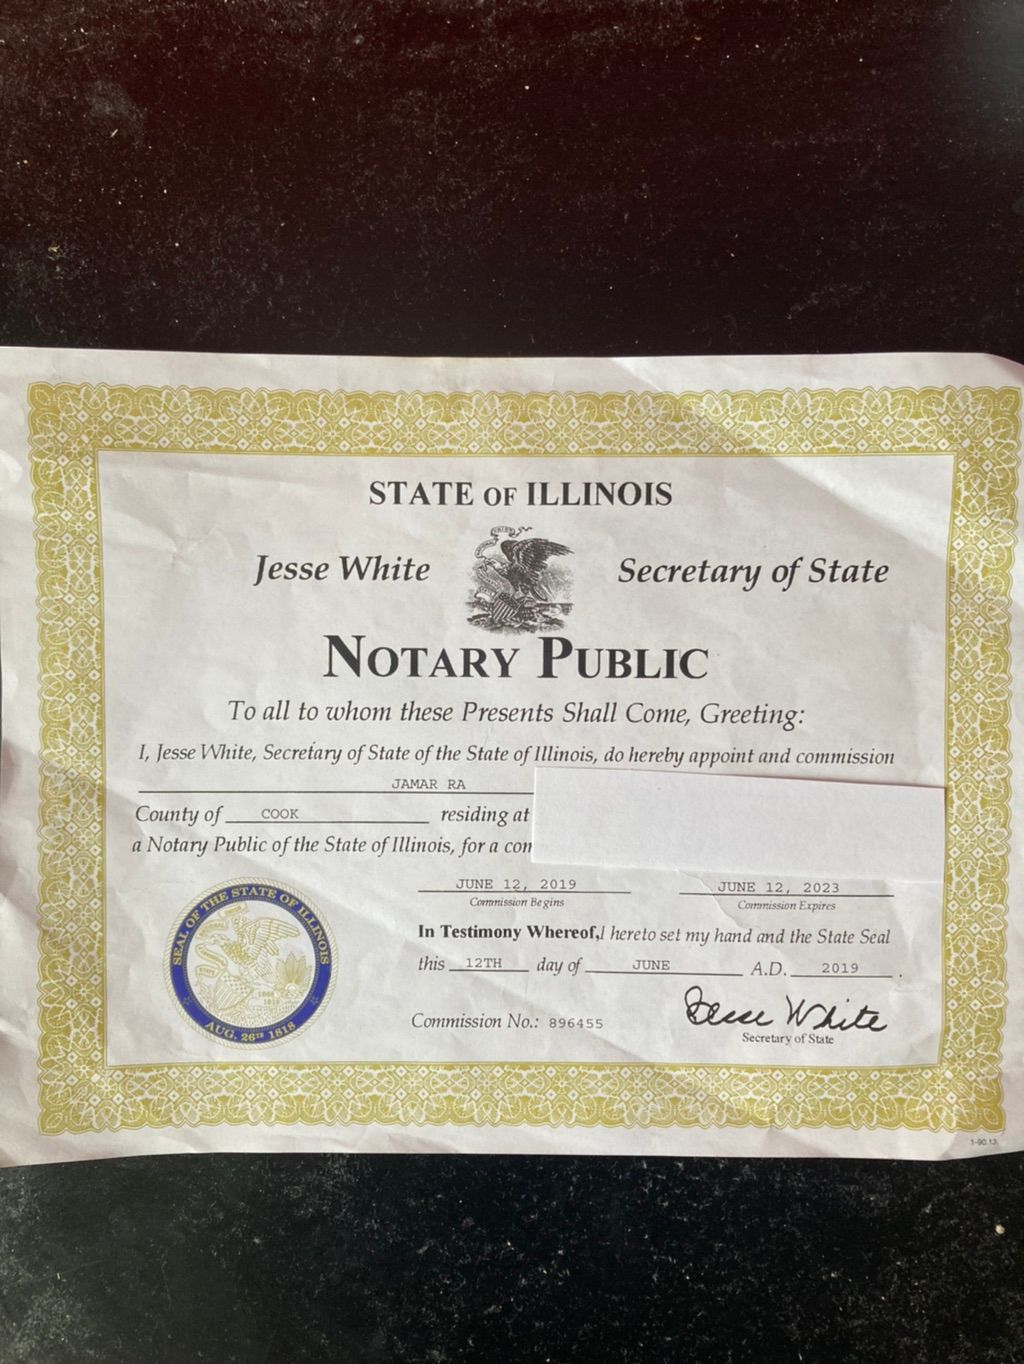 STATE OF ILLINOIS
Jesse White Secretary of State
NOTARY PUBLIC
To all to whom these Presents Shall Come, Greeting:
I, Jesse White, Secretary of State of the State of Illinois, do hereby appoint and commission
JAMAR RA
County of COOK residing at
a Notary Public of the State of Illinois, for a
JUNE 12, 2019 JUNE 12, 2023
Commission Begins Commission Expires
In Testimony Whereof, I hereto set my hand and the State Seal
this 12TH day of JUNE A.D. 2019.
Commission No.: 896455 Jesse White
Secretary of State
SEAL OF THE STATE OF ILLINOIS
AUG. 26TH 1818
1-90.13